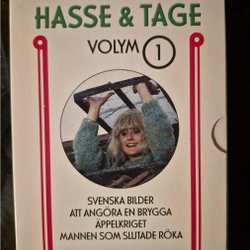 HASSE & TAGE
VOLYM 1
SVENSKA BILDER
ATT ANGÖRA EN BRYGGA
ÄPPELKRIGET
MANNEN SOM SLUTADE RÖKA